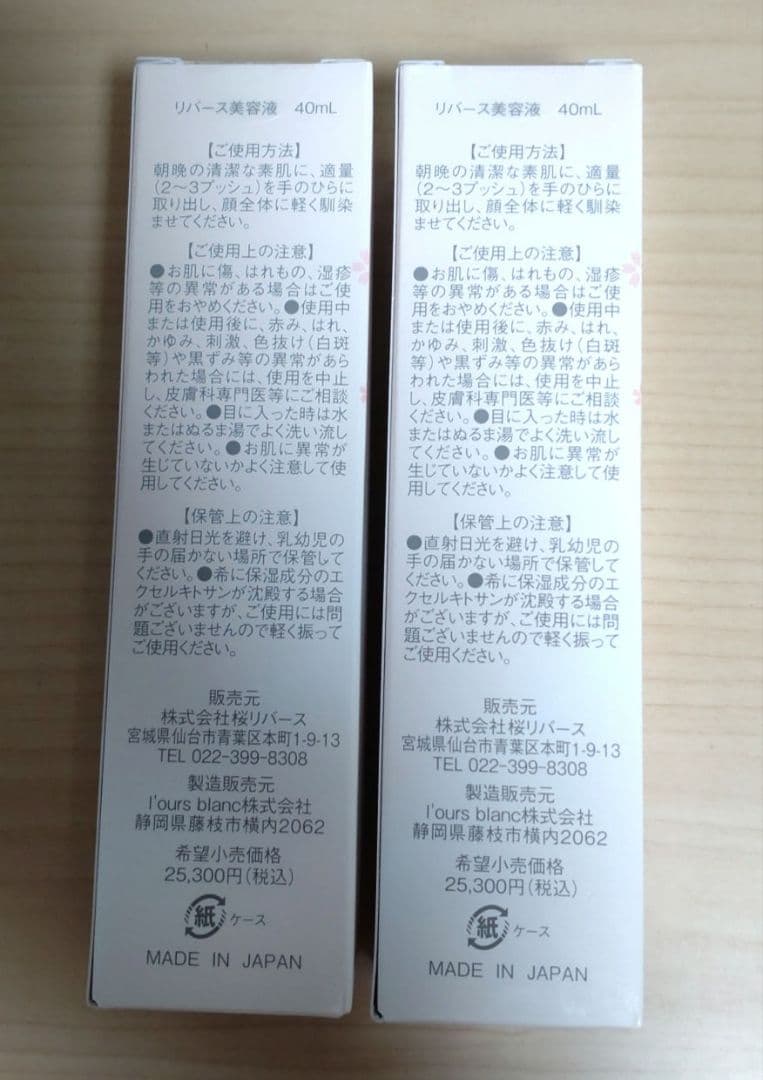 リバース美容液 40mL
【ご使用方法】
朝晩の清潔な素肌に、適量
(2～3プッシュ)を手のひらに
取り出し、顔全体に軽く馴染
ませてください。
【ご使用上の注意】
●お肌に傷、はれもの、湿疹
等の異常がある場合はご使
用をおやめください。●使用中
または使用後に、赤み、はれ、
かゆみ、刺激、色抜け(白斑
等)や黒ずみ等の異常があら
われた場合には、使用を中止
し、皮膚科専門医等にご相談
ください。●目に入った時は水
またはぬるま湯でよく洗い流し
てください。●お肌に異常が
生じていないかよく注意して使
用してください。
【保管上の注意】
●直射日光を避け、乳幼児の
手の届かない場所で保管して
ください。●希に保湿成分のエ
クセルキトサンが沈殿する場合
がございますが、ご使用には問
題ございませんので軽く振って
ご使用ください。
販売元
株式会社桜リバース
宮城県仙台市青葉区本町1-9-13
TEL 022-399-8308
製造販売元
l'ours blanc株式会社
静岡県藤枝市横内2062
希望小売価格
25,300円(税込)
紙 ケース
MADE IN JAPAN
リバース美容液 40mL
【ご使用方法】
朝晩の清潔な素肌に、適量
(2～3プッシュ)を手のひらに
取り出し、顔全体に軽く馴染
ませてください。
【ご使用上の注意】
●お肌に傷、はれもの、湿疹
等の異常がある場合はご使
用をおやめください。●使用中
または使用後に、赤み、はれ、
かゆみ、刺激、色抜け(白斑
等)や黒ずみ等の異常があら
われた場合には、使用を中止
し、皮膚科専門医等にご相談
ください。●目に入った時は水
またはぬるま湯でよく洗い流し
てください。●お肌に異常が
生じていないかよく注意して使
用してください。
【保管上の注意】
●直射日光を避け、乳幼児の
手の届かない場所で保管して
ください。●希に保湿成分のエ
クセルキトサンが沈殿する場合
がございますが、ご使用には問
題ございませんので軽く振って
ご使用ください。
販売元
株式会社桜リバース
宮城県仙台市青葉区本町1-9-13
TEL 022-399-8308
製造販売元
l'ours blanc株式会社
静岡県藤枝市横内2062
希望小売価格
25,300円(税込)
紙 ケース
MADE IN JAPAN